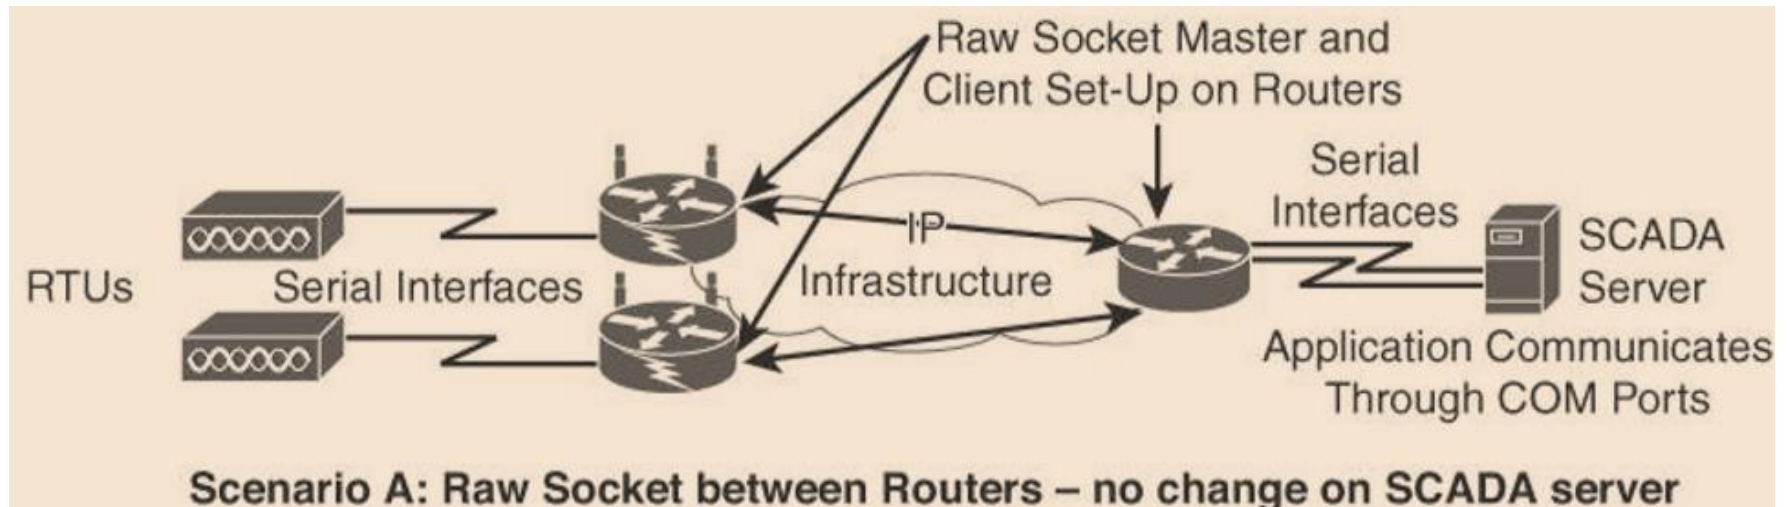 Raw Socket Master and
Client Set-Up on Routers
Serial
Interfaces
IP
Infrastructure
RTUs
Serial Interfaces
SCADA
Server
Application Communicates
Through COM Ports
Scenario A: Raw Socket between Routers – no change on SCADA server